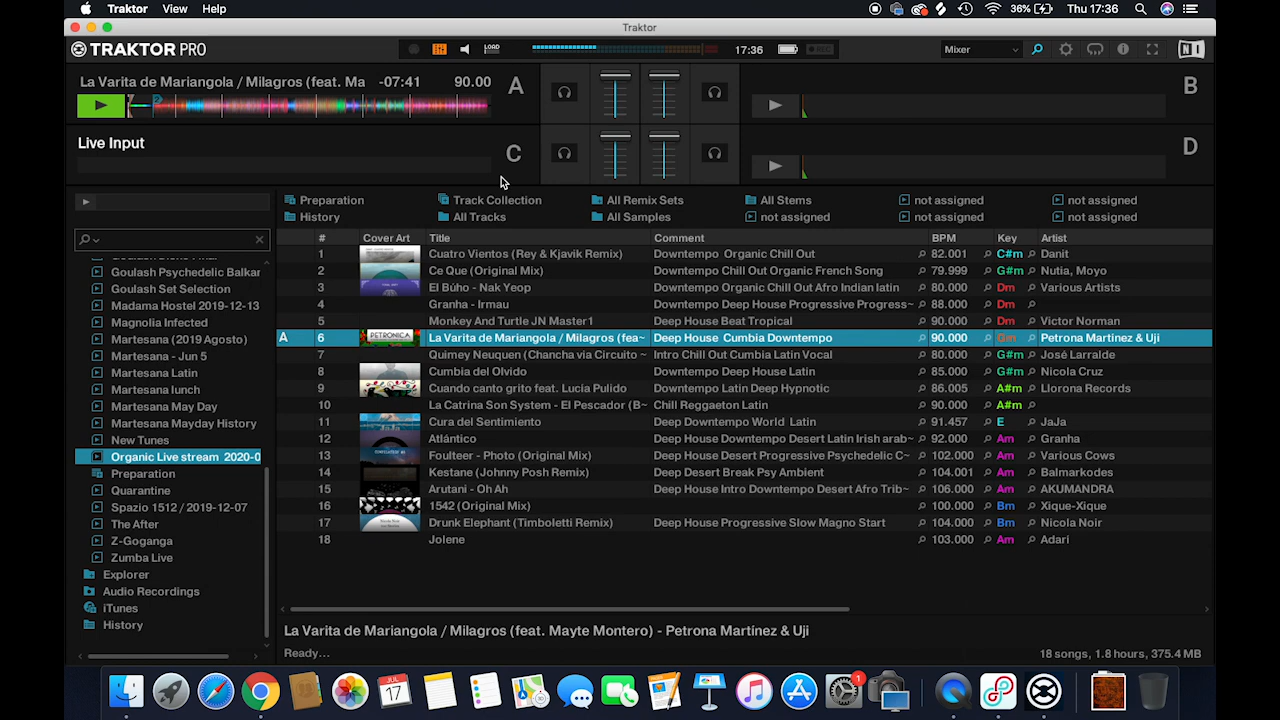 Traktor View Help 36% Thu 17:36
Traktor
TRAKTOR PRO LOAD 17:36 REC Mixer
La Varita de Mariangola / Milagros (feat. Ma -07:41 90.00 A B
2
Live Input C D
Preparation Track Collection All Remix Sets All Stems not assigned not assigned
History All Tracks All Samples not assigned not assigned not assigned
# Cover Art Title Comment BPM Key Artist
1 Cuatro Vientos (Rey & Kjavik Remix) Downtempo Organic Chill Out 82.001 C#m Danit
2 Ce Que (Original Mix) Downtempo Chill Out Organic French Song 79.999 G#m Nutia, Moyo
3 El Búho - Nak Yeop Downtempo Organic Chill Out Afro Indian latin 80.000 Dm Various Artists
4 Granha - Irmau Downtempo Deep House Progressive Progress~ 88.000 Dm
5 Monkey And Turtle JN Master1 Deep House Beat Tropical 90.000 Dm Victor Norman
A 6 PETRONICA La Varita de Mariangola / Milagros (fea~ Deep House Cumbia Downtempo 90.000 Gm Petrona Martinez & Uji
7 Quimey Neuquen (Chancha via Circuito ~ Intro Chill Out Cumbia Latin Vocal 80.000 G#m José Larralde
8 Cumbia del Olvido Deep Downtempo House Latin 85.000 G#m Nicola Cruz
9 Cuando canto grito feat. Lucia Pulido Downtempo Latin Deep Hypnotic 86.005 A#m Llorona Records
10 La Catrina Son System - El Pescador (B~ Chill Reggaeton Latin 90.000 A#m
11 Cura del Sentimiento Deep Downtempo World Latin 91.457 E JaJa
12 Atlántico Deep House Downtempo Desert Latin Irish arab~ 92.000 Am Granha
13 Foulteer - Photo (Original Mix) Deep House Desert Progressive Psychedelic C~ 94.000 Am Various Cows
14 Kestane (Johnny Posh Remix) Deep Desert Break Psy Ambient 104.001 Am Balmarkodes
15 Arutani - Oh Ah Deep House Intro Downtempo Desert Afro Trib~ 106.000 Am AKUMANDRA
16 1542 (Original Mix) 100.000 Bm Xique-Xique
17 Drunk Elephant (Timboletti Remix) Deep House Progressive Slow Magno Start 104.000 Bm Nicola Noir
18 Jolene 103.000 Am Adari
Goulash Psychedelic Balkar
Goulash Set Selection
Madama Hostel 2019-12-13
Magnolia Infected
Martesana (2019 Agosto)
Martesana - Jun 5
Martesana Latin
Martesana lunch
Martesana May Day
Martesana Mayday History
New Tunes
Organic Live stream 2020-0
Preparation
Quarantine
Spazio 1512 / 2019-12-07
The After
Z-Goganga
Zumba Live
Explorer
Audio Recordings
iTunes
History
La Varita de Mariangola / Milagros (feat. Mayte Montero) - Petrona Martinez & Uji
Ready... 18 songs, 1.8 hours, 375.4 MB
JUL
17
1